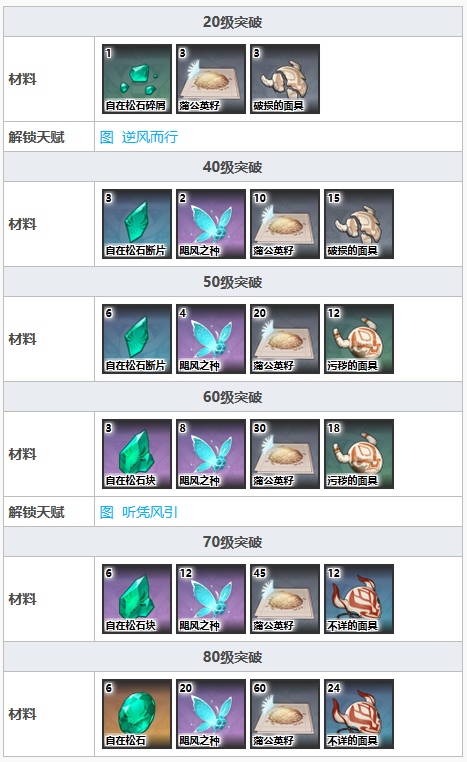 20级突破
材料
1 3 3
自在松石碎屑 蒲公英籽 破损的面具
解锁天赋 图 逆风而行
40级突破
材料
3 2 10 15
自在松石断片 飓风之种 蒲公英籽 破损的面具
50级突破
材料
6 4 20 12
自在松石断片 飓风之种 蒲公英籽 污秽的面具
60级突破
材料
3 8 30 18
自在松石块 飓风之种 蒲公英籽 污秽的面具
解锁天赋 图 听凭风引
70级突破
材料
6 12 45 12
自在松石块 飓风之种 蒲公英籽 不详的面具
80级突破
材料
6 20 60 24
自在松石 飓风之种 蒲公英籽 不详的面具